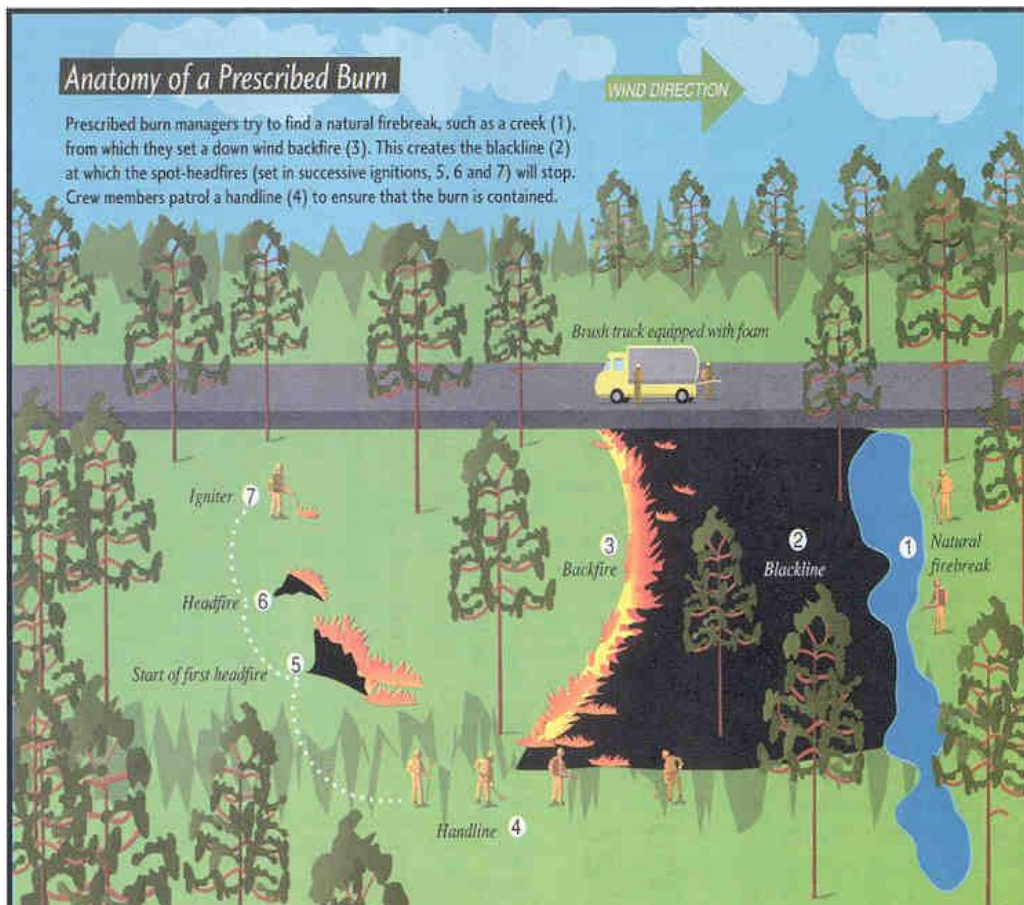 Anatomy of a Prescribed Burn
WIND DIRECTION
Prescribed burn managers try to find a natural firebreak, such as a creek (1),
from which they set a down wind backfire (3). This creates the blackline (2)
at which the spot-headfires (set in successive ignitions, 5, 6 and 7) will stop.
Crew members patrol a handline (4) to ensure that the burn is contained.
Brush truck equipped with foam
Igniter 7
3
Backfire
2
Blackline
1 Natural
firebreak
Headfire 6
Start of first headfire 5
Handline 4